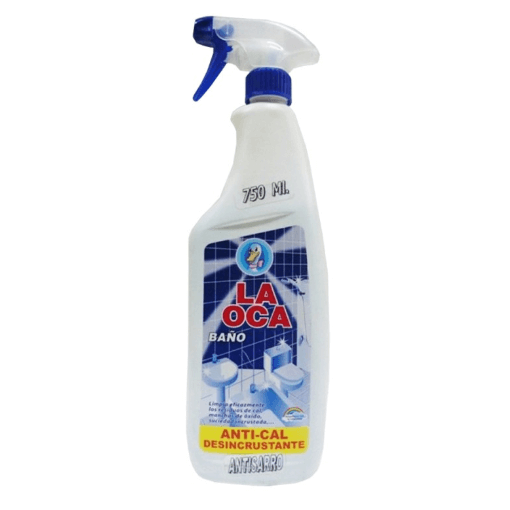 750 ML.
LA
OCA
BAÑO
Limpia eficazmente
los residuos de cal,
manchas de óxido,
suciedad incrustada...
ANTI-CAL
DESINCRUSTANTE
ANTISARRO